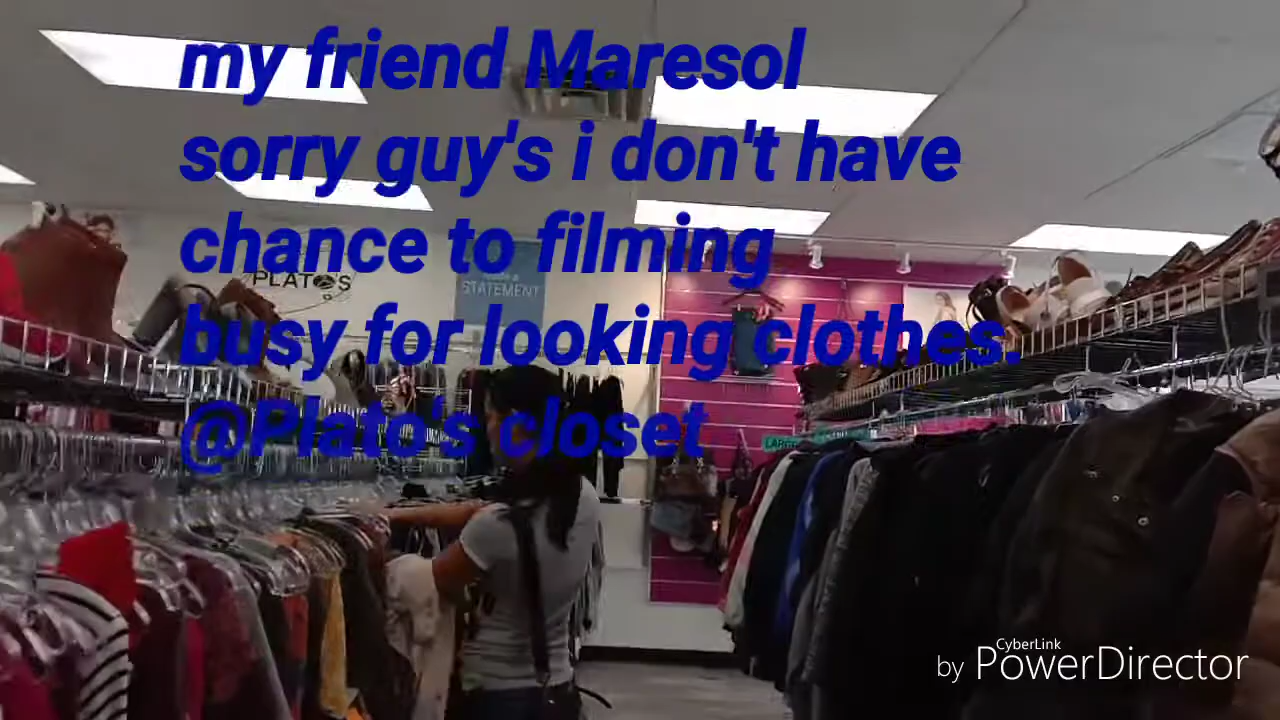 my friend Maresol
sorry guy's i don't have
chance to filming
PLATO'S
STATEMENT
busy for looking clothes.
@Plato's closet
LARGE
CyberLink
by PowerDirector